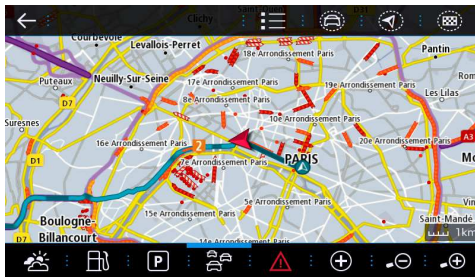 Courbevoie
Clichy
Levallois-Perret
18e Arrondissement Paris
Pantin
Puteaux
Neuilly-Sur-Seine
17e Arrondissement Paris
19e Arrondissement Paris
Rom
Les Lilas
D7
8e Arrondissement Paris
10e Arrondissement Paris
Suresnes
16e Arrondissement Paris
2
20e Arrondissement Paris
A3
D1
7e Arrondissement Paris
PARIS
Mo
5e Arrondissement Paris
Vin
15e Arrondissement Paris
Saint-Mandé
Boulogne-
Billancourt
D7
14e Arrondissement Paris
1km
P